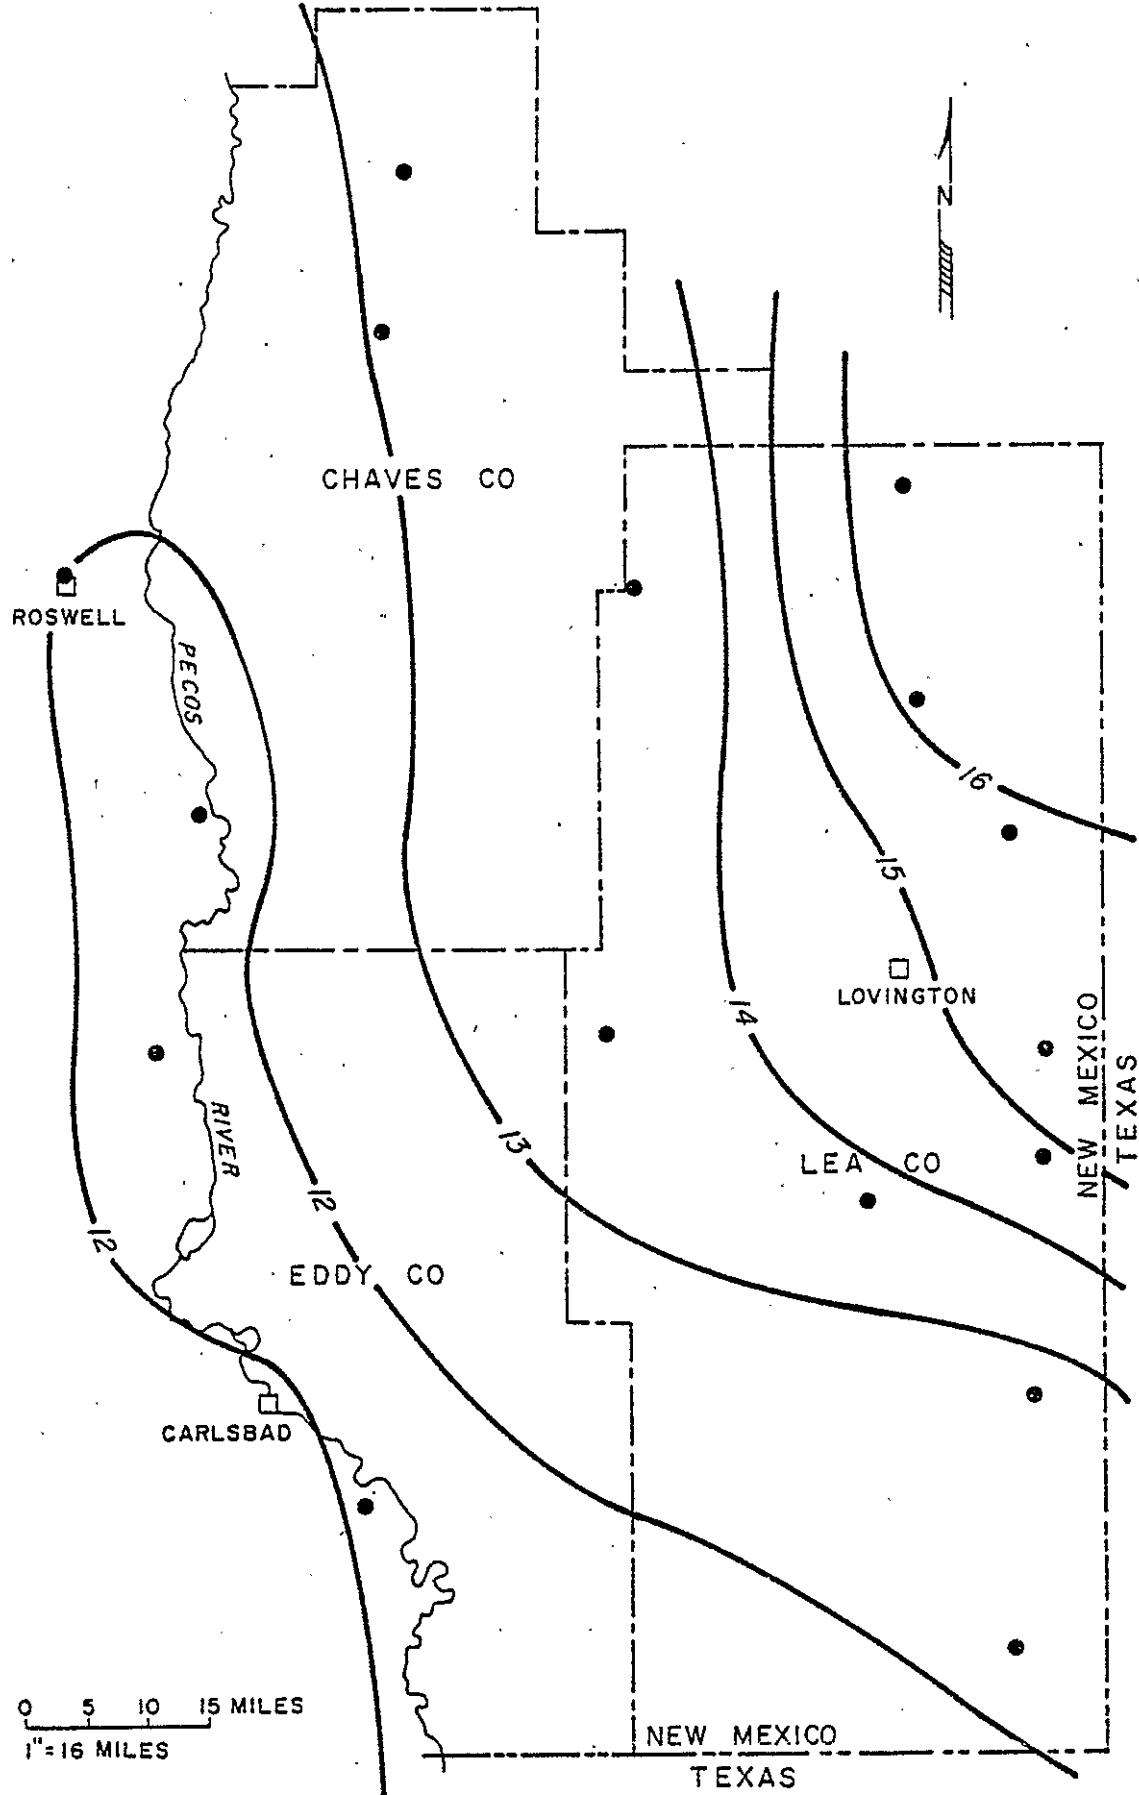 N
CHAVES CO
ROSWELL
PECOS
16
15
LOVINGTON
14
NEW MEXICO
TEXAS
13
RIVER
LEA CO
12
12
EDDY CO
CARLSBAD
0 5 10 15 MILES
1"=16 MILES
NEW MEXICO
TEXAS